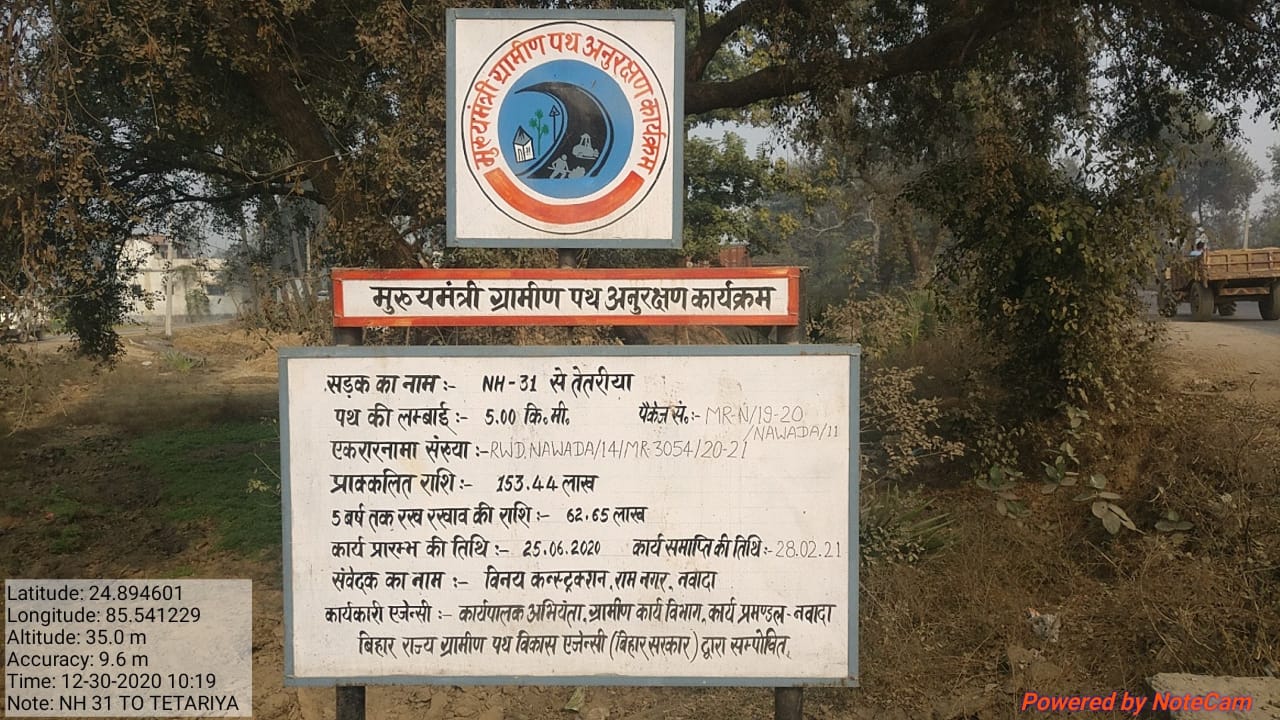 मुख्यमंत्री ग्रामीण पथ अनुरक्षण कार्यक्रम
मुख्यमंत्री ग्रामीण पथ अनुरक्षण कार्यक्रम
सड़क का नाम :- NH-31 से तेतरीया
पथ की लम्बाई :- 5.00 कि॰मी॰ पैकेज सं॰:- MR-N/19-20/NAWADA/11
एकरारनामा संख्या :- RWD.NAWADA/14/MR-3054/20-21
प्राक्कलित राशि :- 153.44 लाख
5 बर्ष तक रख रखाव की राशि :- 62.65 लाख
कार्य प्रारम्भ की तिथि :- 25.06.2020 कार्य समाप्ति की तिथि :- 28.02.21
संवेदक का नाम :- विनय कन्स्ट्रक्शन, राम नगर, नवादा
कार्यकारी एजेन्सी :- कार्यपालक अभियंता, ग्रामीण कार्य विभाग, कार्य प्रमण्डल - नवादा
बिहार राज्य ग्रामीण पथ विकास एजेन्सी (बिहार सरकार) द्वारा सम्पोषित,
Latitude: 24.894601
Longitude: 85.541229
Altitude: 35.0 m
Accuracy: 9.6 m
Time: 12-30-2020 10:19
Note: NH 31 TO TETARIYA
Powered by NoteCam